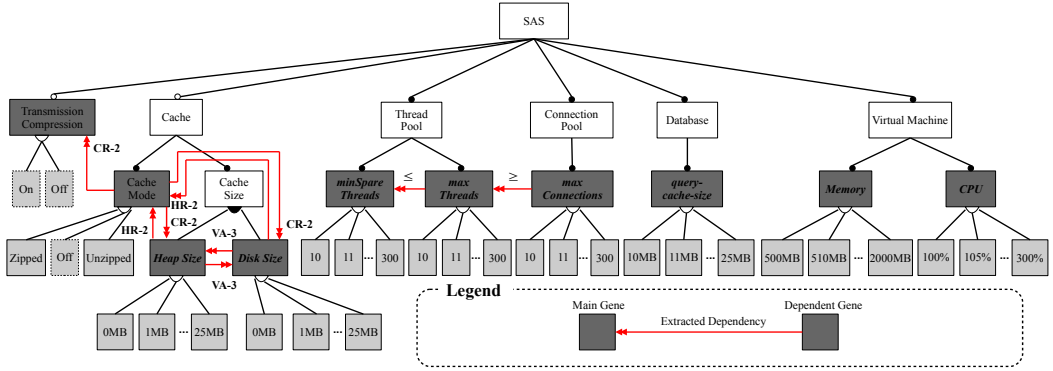 SAS
Transmission
Compression
Cache
Thread
Pool
Connection
Pool
Database
Virtual Machine
CR-2
On
Off
Cache
Mode
HR-2
Cache
Size
≤
≥
minSpare
Threads
max
Threads
max
Connections
query-
cache-size
Memory
CPU
HR-2
CR-2
VA-3
CR-2
Zipped
Off
Unzipped
Heap Size
Disk Size
VA-3
10
11
...
300
10
11
...
300
10
11
...
300
10MB
11MB
...
25MB
500MB
510MB
...
2000MB
100%
105%
...
300%
0MB
1MB
...
25MB
0MB
1MB
...
25MB
Legend
Main Gene
Dependent Gene
Extracted Dependency